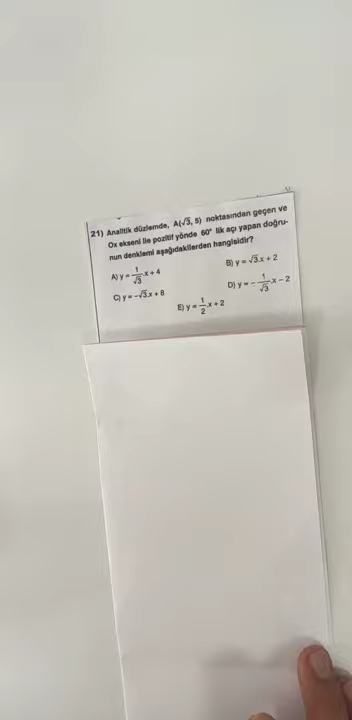 21) Analitik düzlemde, A(√3, 5) noktasından geçen ve
Ox ekseni ile pozitif yönde 60° lik açı yapan doğru-
nun denklemi aşağıdakilerden hangisidir?
A) y = 1/√3 x + 4
B) y = √3.x + 2
C) y = -√3.x + 8
D) y = - 1/√3 x - 2
E) y = 1/2 x + 2